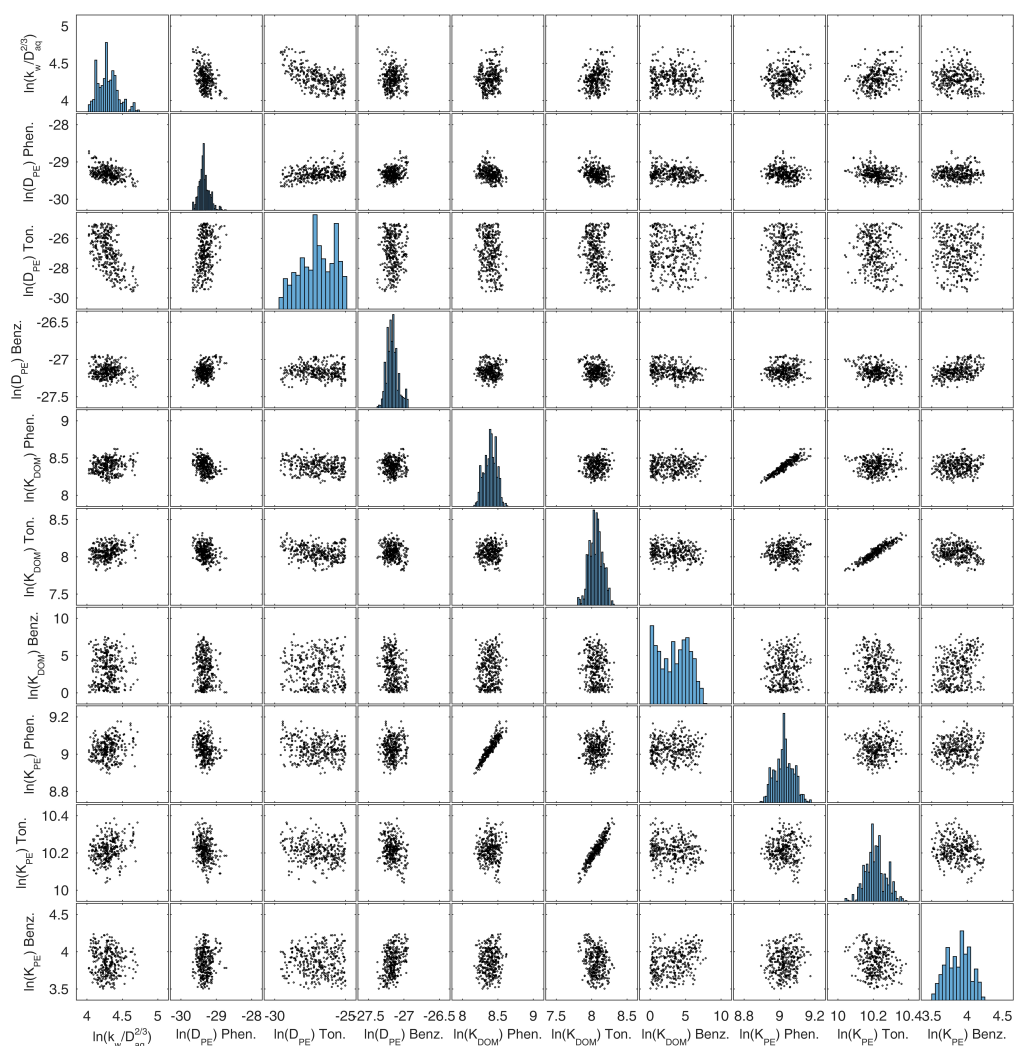 5
4.5
4
ln(k_w/D_aq^2/3)
-28
-29
-30
ln(D_PE) Phen.
-26
-28
-30
ln(D_PE) Ton.
-26.5
-27
-27.5
ln(D_PE) Benz.
9
8.5
8
ln(K_DOM) Phen.
8.5
8
7.5
ln(K_DOM) Ton.
10
5
0
ln(K_DOM) Benz.
9.2
9
8.8
ln(K_PE) Phen.
10.4
10.2
10
ln(K_PE) Ton.
4.5
4
3.5
ln(K_PE) Benz.
4 4.5 5 -30 -29 -28 -30 -25 -27.5 -27 -26.5 8 8.5 9 7.5 8 8.5 0 5 10 8.8 9 9.2 10 10.2 10.4 3.5 4 4.5
ln(k_w/D_aq^2/3) ln(D_PE) Phen. ln(D_PE) Ton. ln(D_PE) Benz. ln(K_DOM) Phen. ln(K_DOM) Ton. ln(K_DOM) Benz. ln(K_PE) Phen. ln(K_PE) Ton. ln(K_PE) Benz.